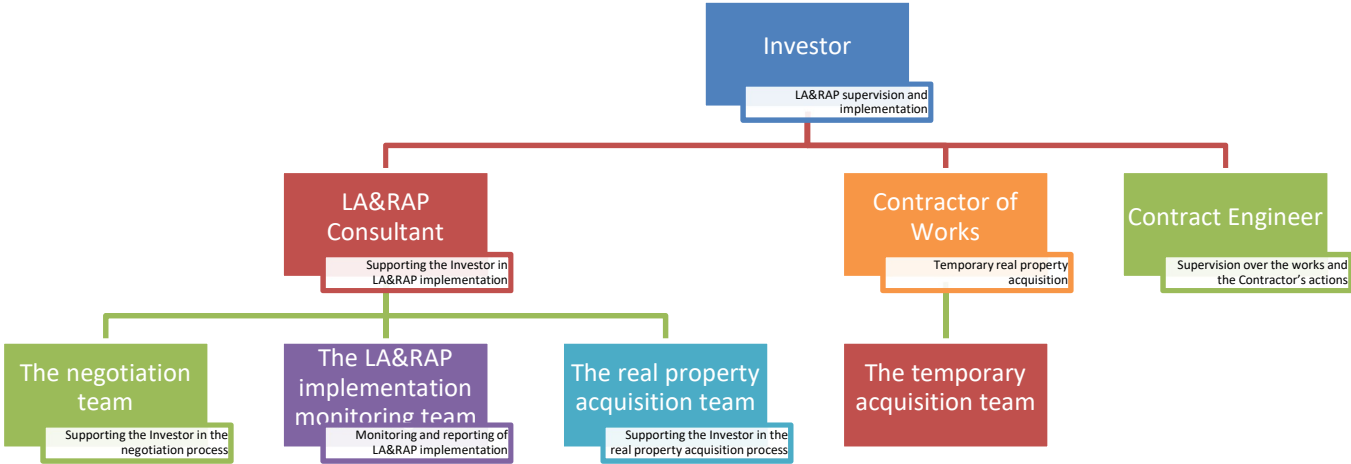 Investor
LA&RAP supervision and
implementation
LA&RAP
Consultant
Supporting the Investor in
LA&RAP implementation
Contractor of
Works
Temporary real property
acquisition
Contract Engineer
Supervision over the works and
the Contractor's actions
The negotiation
team
Supporting the Investor in the
negotiation process
The LA&RAP
implementation
monitoring team
Monitoring and reporting of
LA&RAP implementation
The real property
acquisition team
Supporting the Investor in the
real property acquisition process
The temporary
acquisition team